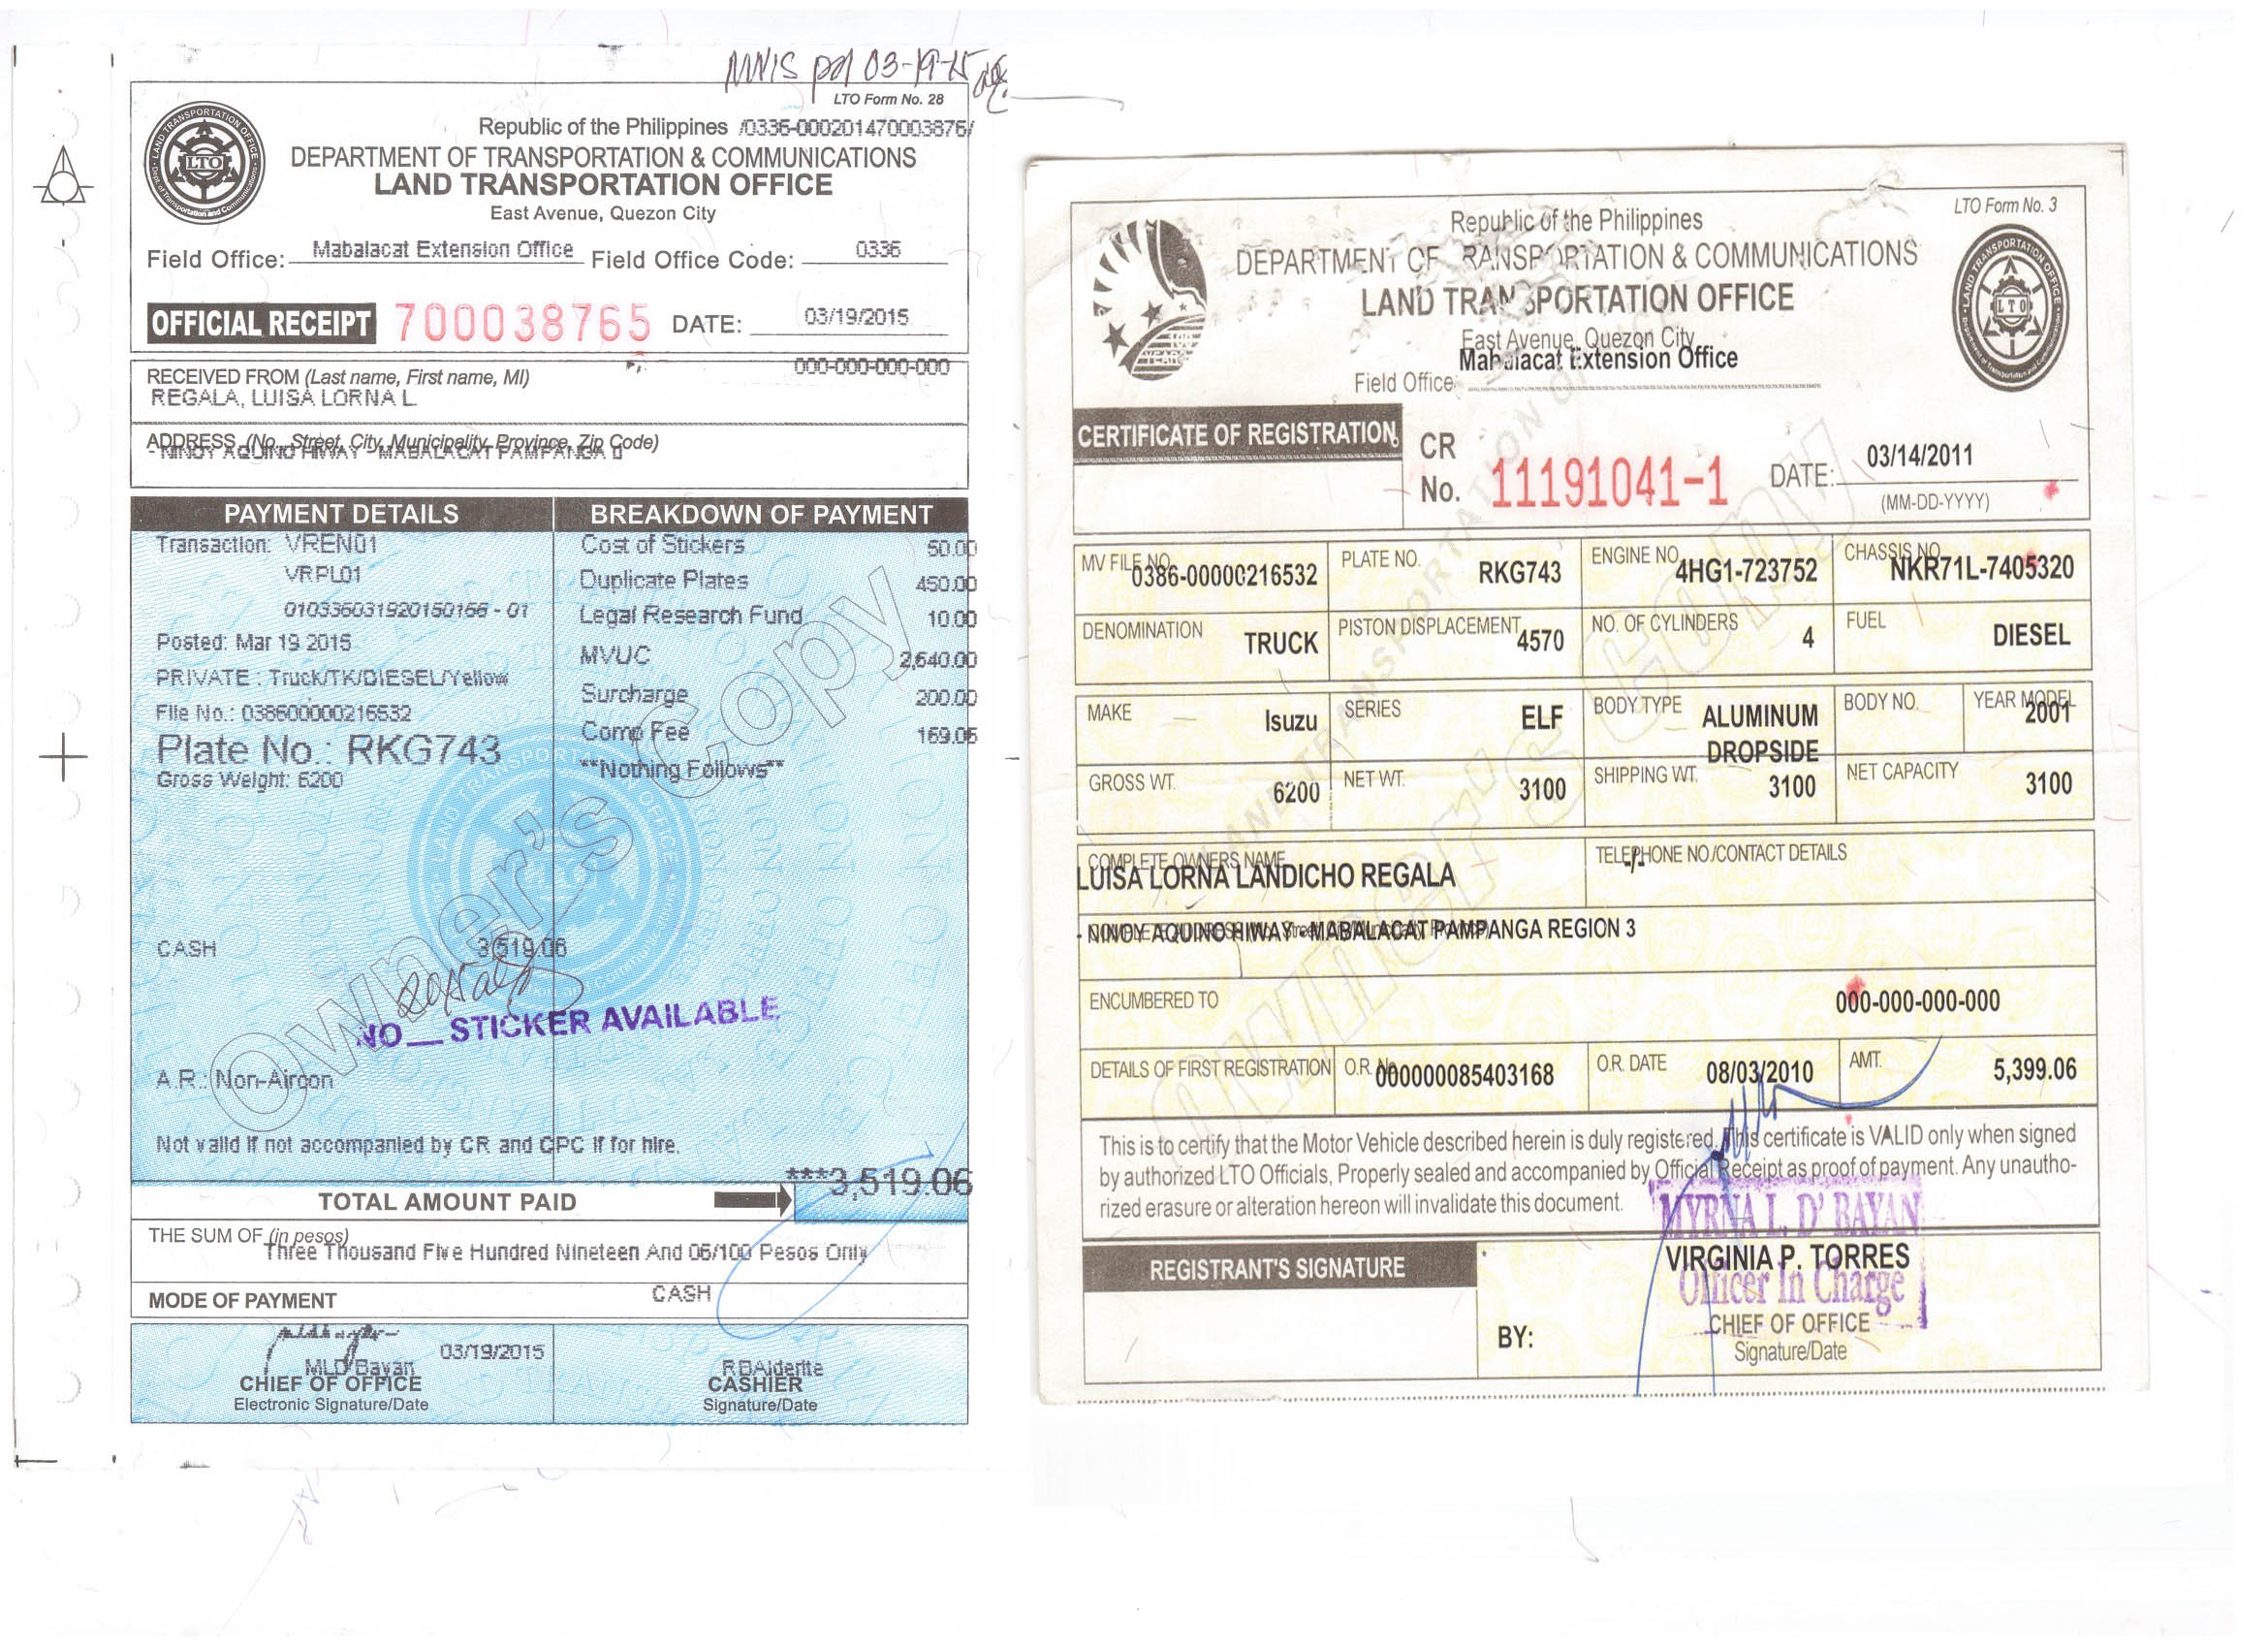 MVIS pd 03-19-15
LTO Form No. 28
Republic of the Philippines /0336-000201470003876/
DEPARTMENT OF TRANSPORTATION & COMMUNICATIONS
LAND TRANSPORTATION OFFICE
East Avenue, Quezon City
Field Office: Mabalacat Extension Office Field Office Code: 0336
OFFICIAL RECEIPT 700038765 DATE: 03/19/2015
000-000-000-000
RECEIVED FROM (Last name, First name, MI)
REGALA, LUISA LORNA L.
ADDRESS (No., Street, City, Municipality, Province, Zip Code)
- NINOY AQUINO HIWAY - MABALACAT PAMPANGA
PAYMENT DETAILS BREAKDOWN OF PAYMENT
Transaction: VREN01 Cost of Stickers 50.00
VRPL01 Duplicate Plates 450.00
010336031920150166 - 01 Legal Research Fund 10.00
Posted: Mar 19 2015 MVUC 2,640.00
PRIVATE : Truck/TK/DIESEL/Yellow Surcharge 200.00
File No.: 038600000216532 Comp Fee 169.06
Plate No.: RKG743 **Nothing Follows**
Gross Weight: 6200
Owner's Copy
CASH 3,519.06
2015
NO STICKER AVAILABLE
A.R.: Non-Aircon
Not valid if not accompanied by CR and CPC if for hire.
TOTAL AMOUNT PAID ***3,519.06
THE SUM OF (in pesos)
Three Thousand Five Hundred Nineteen And 06/100 Pesos Only
MODE OF PAYMENT CASH
MLD'Bayan 03/19/2015 RBAlderite
CHIEF OF OFFICE CASHIER
Electronic Signature/Date Signature/Date
LTO Form No. 3
Republic of the Philippines
DEPARTMENT OF TRANSPORTATION & COMMUNICATIONS
LAND TRANSPORTATION OFFICE
East Avenue, Quezon City
Field Office: Mabalacat Extension Office
CERTIFICATE OF REGISTRATION
CR No. 11191041-1 DATE: 03/14/2011
(MM-DD-YYYY)
MV FILE NO. 0386-00000216532 PLATE NO. RKG743 ENGINE NO. 4HG1-723752 CHASSIS NO. NKR71L-7405320
DENOMINATION TRUCK PISTON DISPLACEMENT 4570 NO. OF CYLINDERS 4 FUEL DIESEL
MAKE Isuzu SERIES ELF BODY TYPE ALUMINUM DROPSIDE BODY NO. YEAR MODEL 2001
GROSS WT. 6200 NET WT. 3100 SHIPPING WT. 3100 NET CAPACITY 3100
COMPLETE OWNERS NAME TELEPHONE NO./CONTACT DETAILS
LUISA LORNA LANDICHO REGALA -/-
- NINOY AQUINO HIWAY - MABALACAT PAMPANGA REGION 3
ENCUMBERED TO 000-000-000-000
DETAILS OF FIRST REGISTRATION O.R. No. 000000085403168 O.R. DATE 08/03/2010 AMT. 5,399.06
This is to certify that the Motor Vehicle described herein is duly registered. This certificate is VALID only when signed
by authorized LTO Officials, Properly sealed and accompanied by Official Receipt as proof of payment. Any unautho-
rized erasure or alteration hereon will invalidate this document.
Owner's Copy
MYRNA L. D' BAYAN
REGISTRANT'S SIGNATURE VIRGINIA P. TORRES
Officer In Charge
CHIEF OF OFFICE
BY: Signature/Date